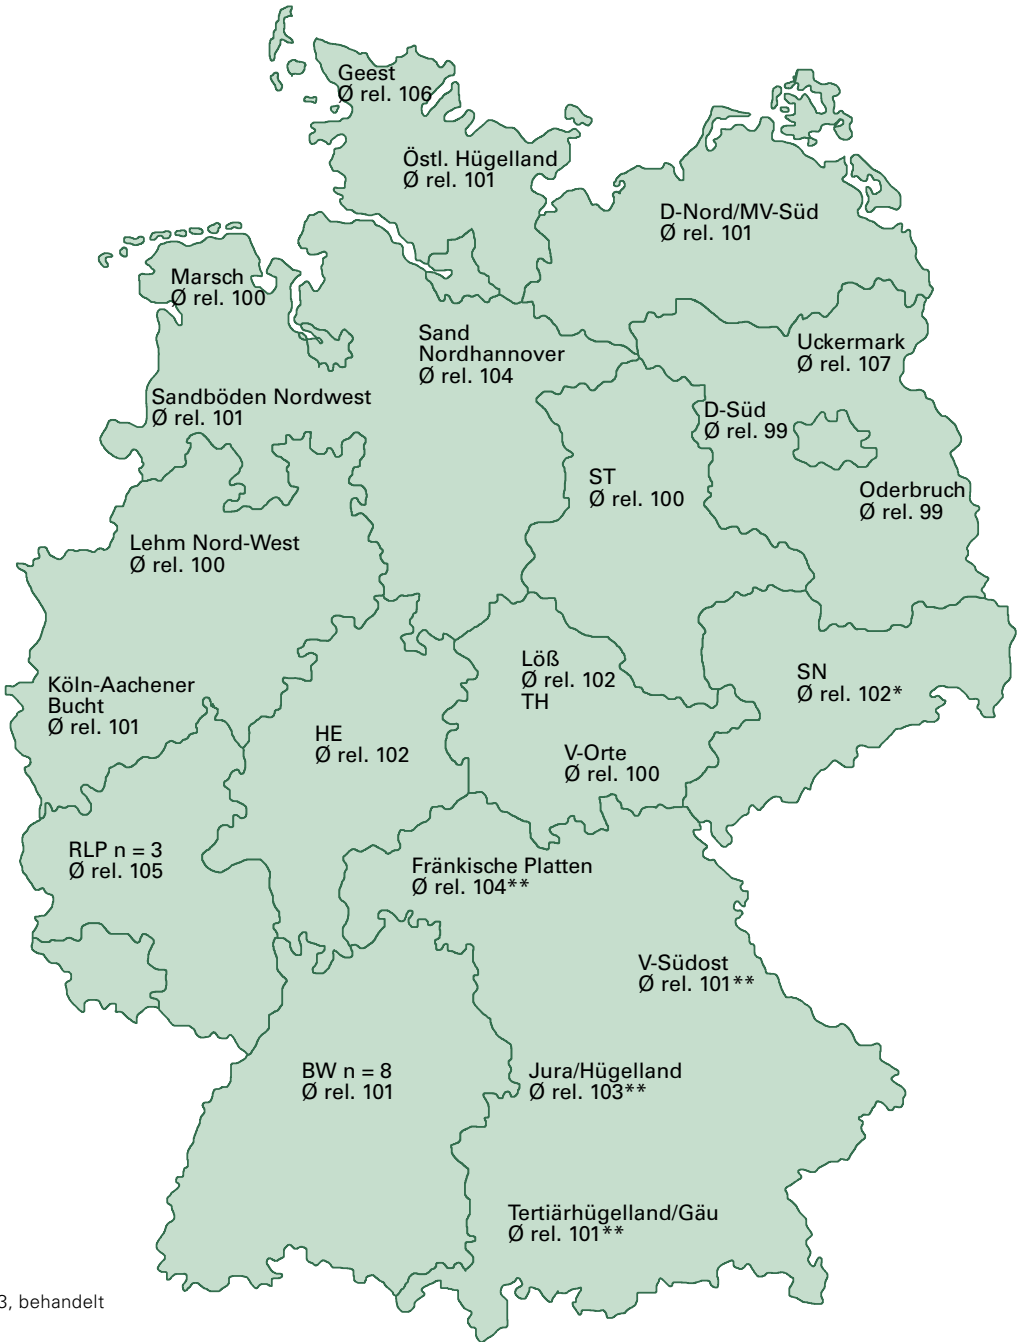 Geest
Ø rel. 106
Östl. Hügelland
Ø rel. 101
D-Nord/MV-Süd
Ø rel. 101
Marsch
Ø rel. 100
Sand
Nordhannover
Ø rel. 104
Uckermark
Ø rel. 107
Sandböden Nordwest
Ø rel. 101
D-Süd
Ø rel. 99
ST
Ø rel. 100
Oderbruch
Ø rel. 99
Lehm Nord-West
Ø rel. 100
Löß
Ø rel. 102
TH
SN
Ø rel. 102*
Köln-Aachener
Bucht
Ø rel. 101
HE
Ø rel. 102
V-Orte
Ø rel. 100
RLP n = 3
Ø rel. 105
Fränkische Platten
Ø rel. 104**
V-Südost
Ø rel. 101**
BW n = 8
Ø rel. 101
Jura/Hügelland
Ø rel. 103**
Tertiärhügelland/Gäu
Ø rel. 101**
3, behandelt